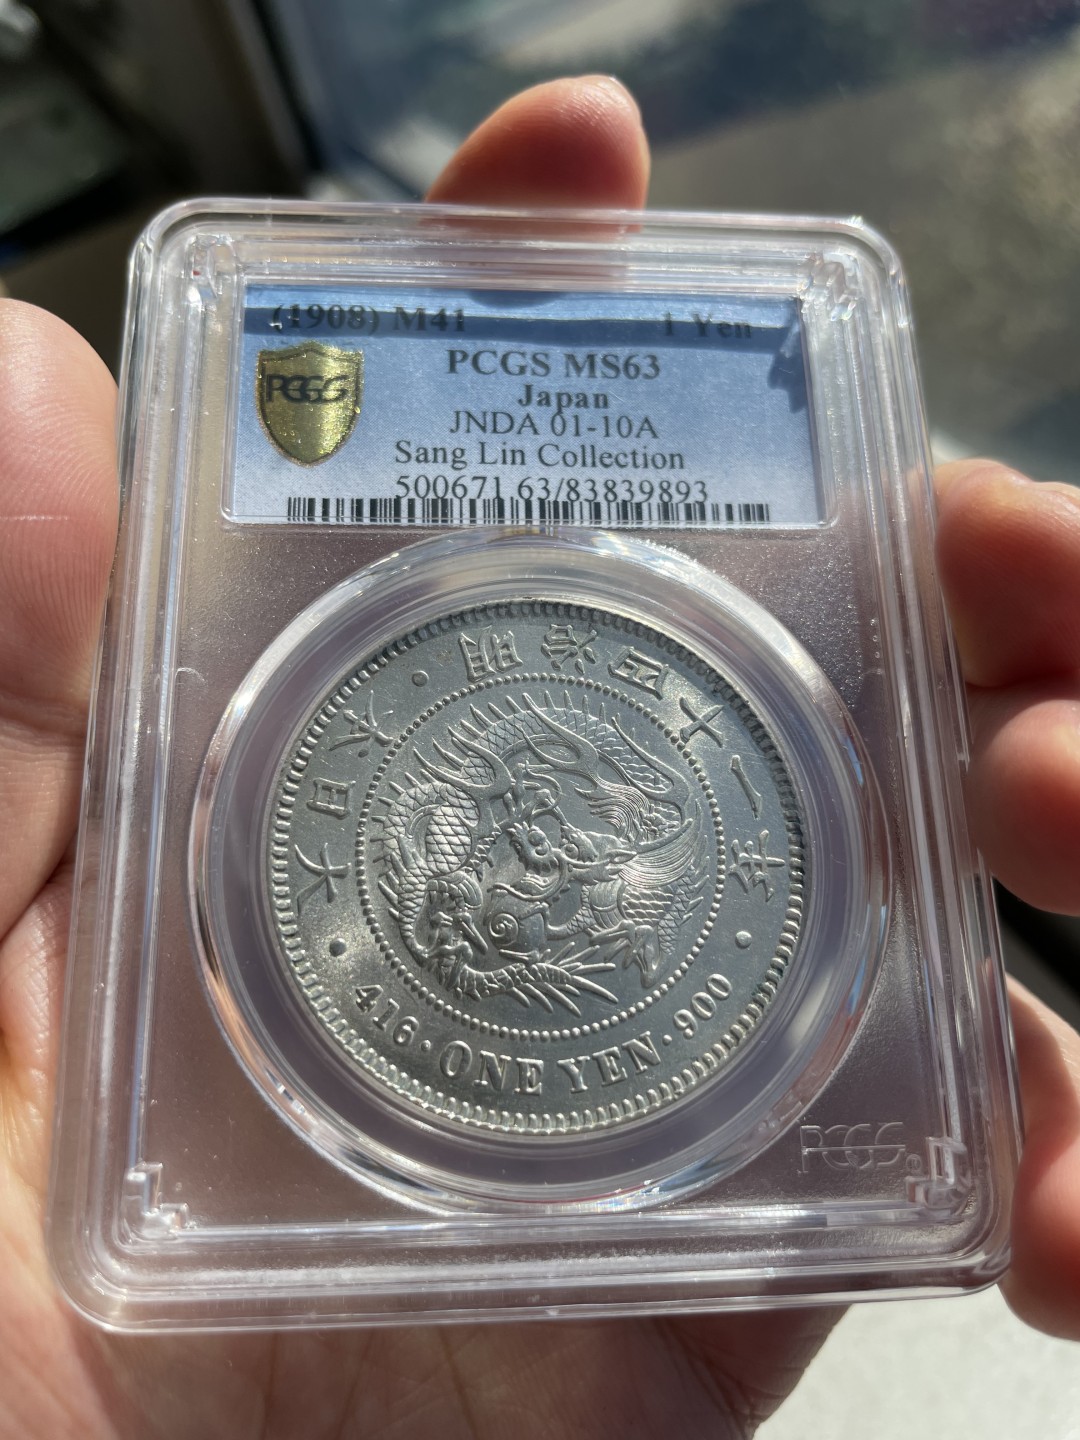 (1908) M41 1 Yen
PCGS
PCGS MS63
Japan
JNDA 01-10A
Sang Lin Collection
500671.63/83839893
大日本・明治四十一年・
416・ONE YEN・900
PCGS